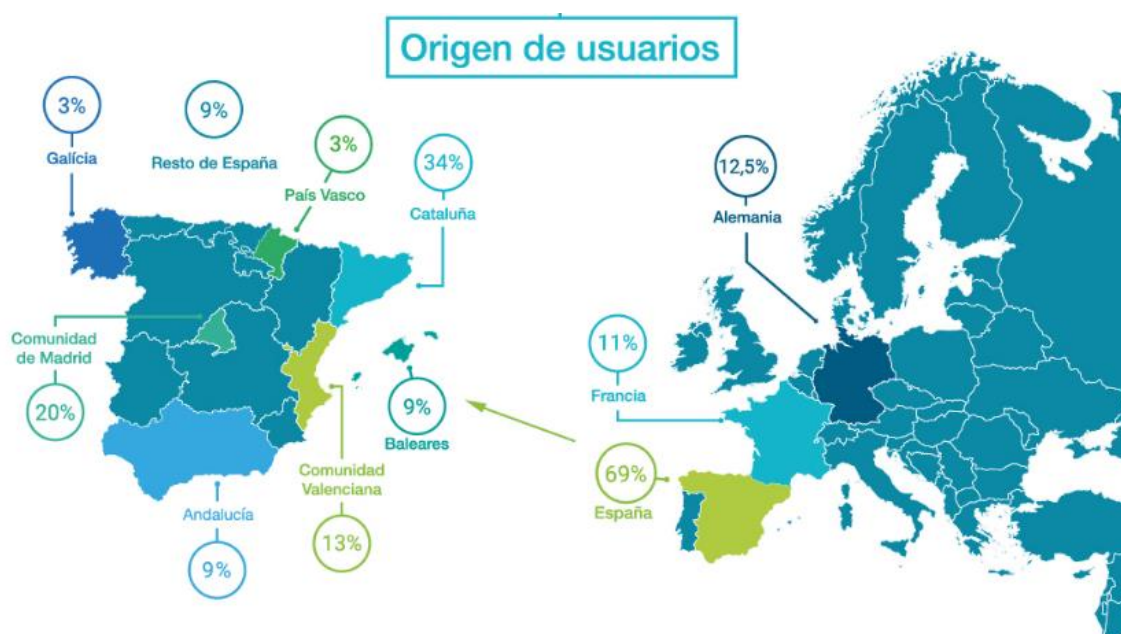 Origen de usuarios
3%
Galícia
9%
Resto de España
3%
País Vasco
34%
Cataluña
Comunidad
de Madrid
20%
9%
Baleares
Comunidad
Valenciana
13%
Andalucía
9%
12,5%
Alemania
11%
Francia
69%
España